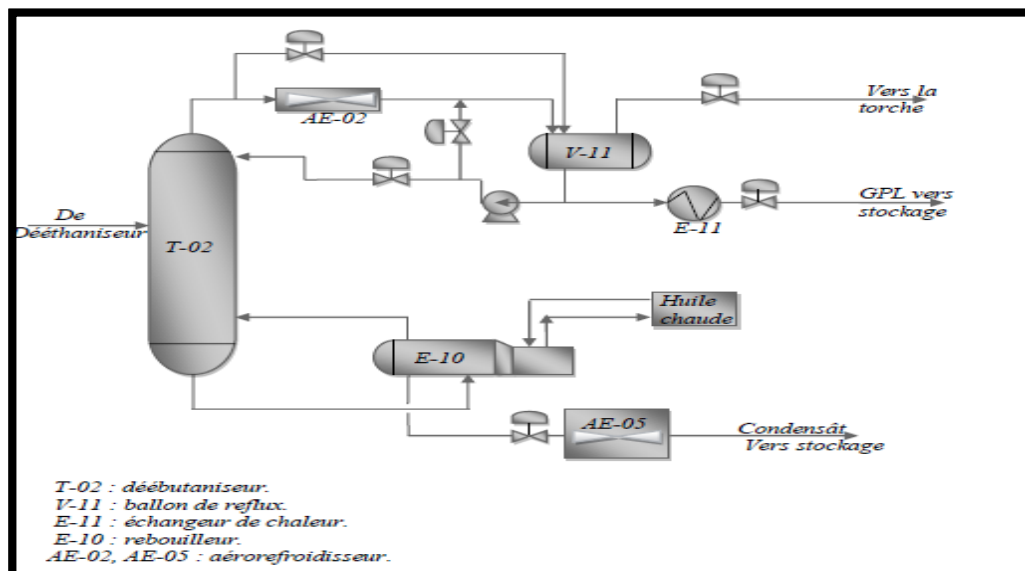 Vers la
torche
AE-02
V-11
GPL vers
stockage
E-11
De
Dééthaniseur
T-02
Huile
chaude
E-10
AE-05
Condensât
Vers stockage
T-02 : déébutaniseur.
V-11 : ballon de reflux.
E-11 : échangeur de chaleur.
E-10 : rebouilleur.
AE-02, AE-05 : aérorefroidisseur.